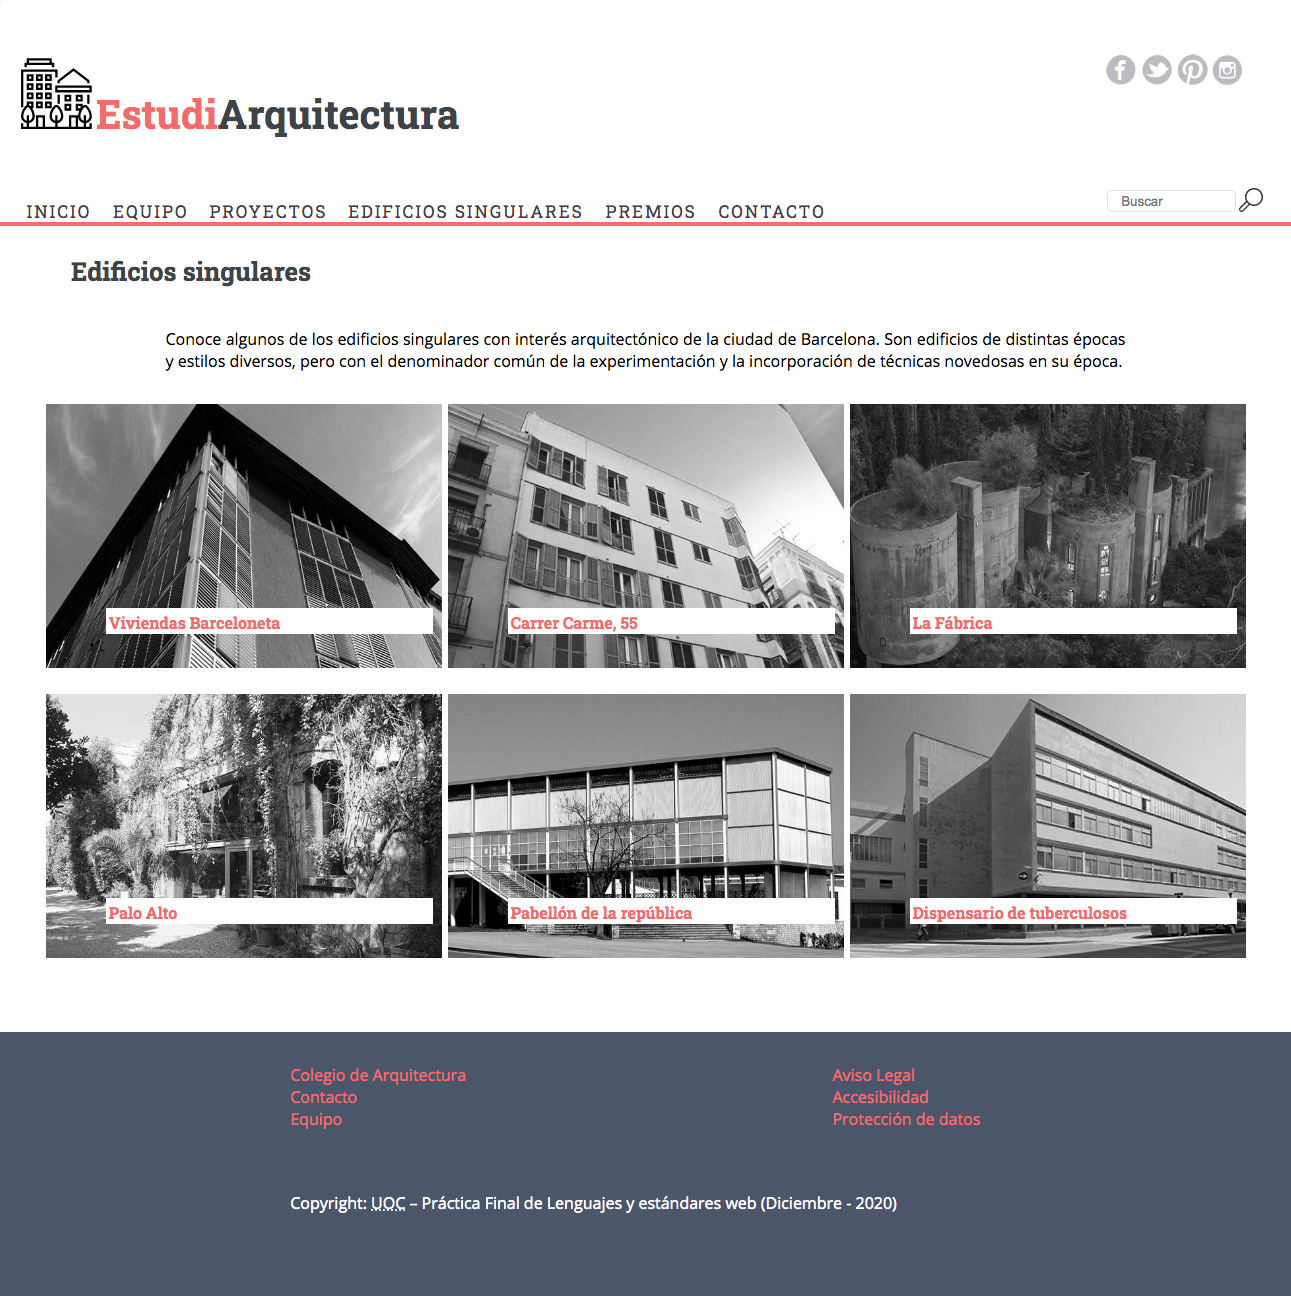 EstudiArquitectura
INICIO EQUIPO PROYECTOS EDIFICIOS SINGULARES PREMIOS CONTACTO
Buscar
Edificios singulares
Conoce algunos de los edificios singulares con interés arquitectónico de la ciudad de Barcelona. Son edificios de distintas épocas
y estilos diversos, pero con el denominador común de la experimentación y la incorporación de técnicas novedosas en su época.
Viviendas Barceloneta
Carrer Carme, 55
La Fábrica
Palo Alto
Pabellón de la república
Dispensario de tuberculosos
Colegio de Arquitectura
Contacto
Equipo
Aviso Legal
Accesibilidad
Protección de datos
Copyright: UOC – Práctica Final de Lenguajes y estándares web (Diciembre - 2020)